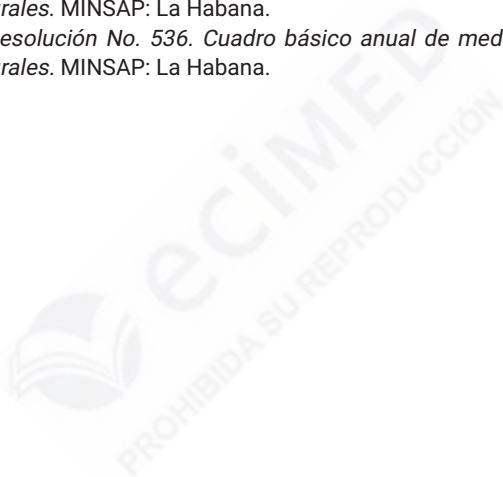 rales. MINSAP: La Habana.
esolución No. 536. Cuadro básico anual de med
rales. MINSAP: La Habana.
eCiMED
PROHIBIDA SU REPRODUCCIÓN